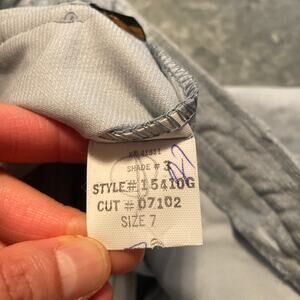 SHADE # 3
STYLE# 15410G
CUT # 07102
SIZE 7